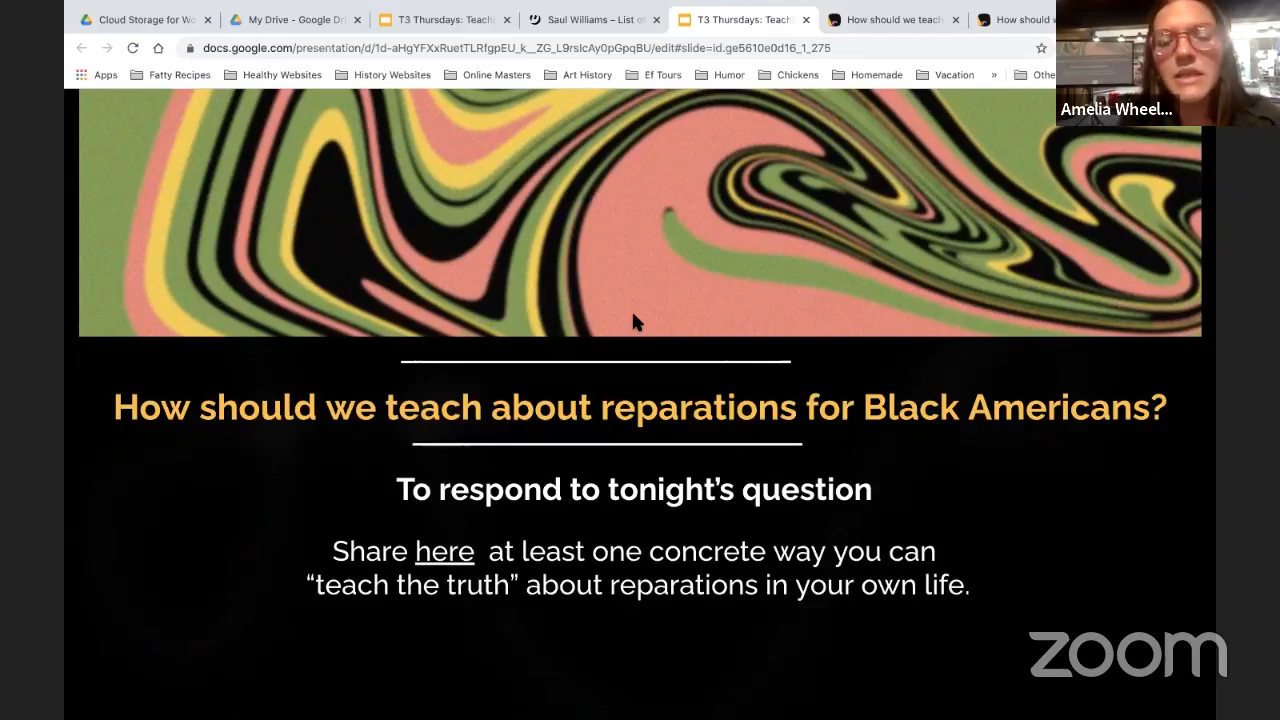 Cloud Storage for Wo
My Drive - Google Dri
T3 Thursdays: Teach
Saul Williams – List of
T3 Thursdays: Teach
How should we teach
How should w
docs.google.com/presentation/d/1d-aHgYFXxRuetTLRfgpEU_k__ZG_L9rsIcAy0pGpqBU/edit#slide=id.ge5610e0d16_1_275
Apps Fatty Recipes Healthy Websites History Websites Online Masters Art History Ef Tours Humor Chickens Homemade Vacation » Othe
Amelia Wheel...
How should we teach about reparations for Black Americans?
To respond to tonight's question
Share here at least one concrete way you can
“teach the truth” about reparations in your own life.
zoom